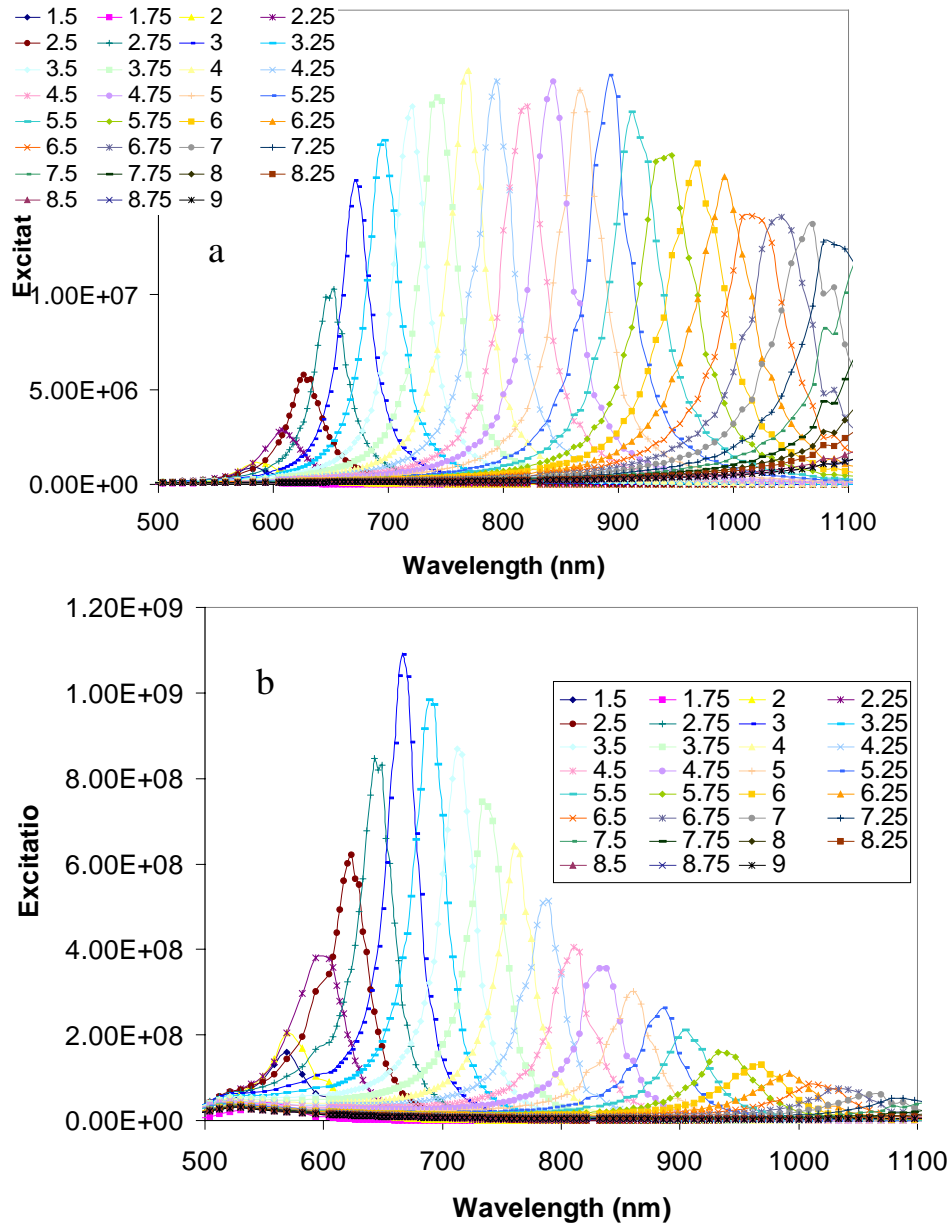 1.5 1.75 2 2.25
2.5 2.75 3 3.25
3.5 3.75 4 4.25
4.5 4.75 5 5.25
5.5 5.75 6 6.25
6.5 6.75 7 7.25
7.5 7.75 8 8.25
8.5 8.75 9
Excitat
a
1.00E+07
5.00E+06
0.00E+00
500 600 700 800 900 1000 1100
Wavelength (nm)
1.20E+09
1.00E+09
8.00E+08
6.00E+08
4.00E+08
2.00E+08
0.00E+00
Excitatio
b
1.5 1.75 2 2.25
2.5 2.75 3 3.25
3.5 3.75 4 4.25
4.5 4.75 5 5.25
5.5 5.75 6 6.25
6.5 6.75 7 7.25
7.5 7.75 8 8.25
8.5 8.75 9
500 600 700 800 900 1000 1100
Wavelength (nm)